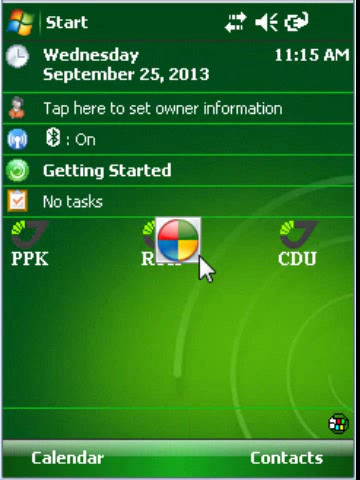 Start
Wednesday 11:15 AM
September 25, 2013
Tap here to set owner information
: On
Getting Started
No tasks
PPK CDU
Calendar Contacts